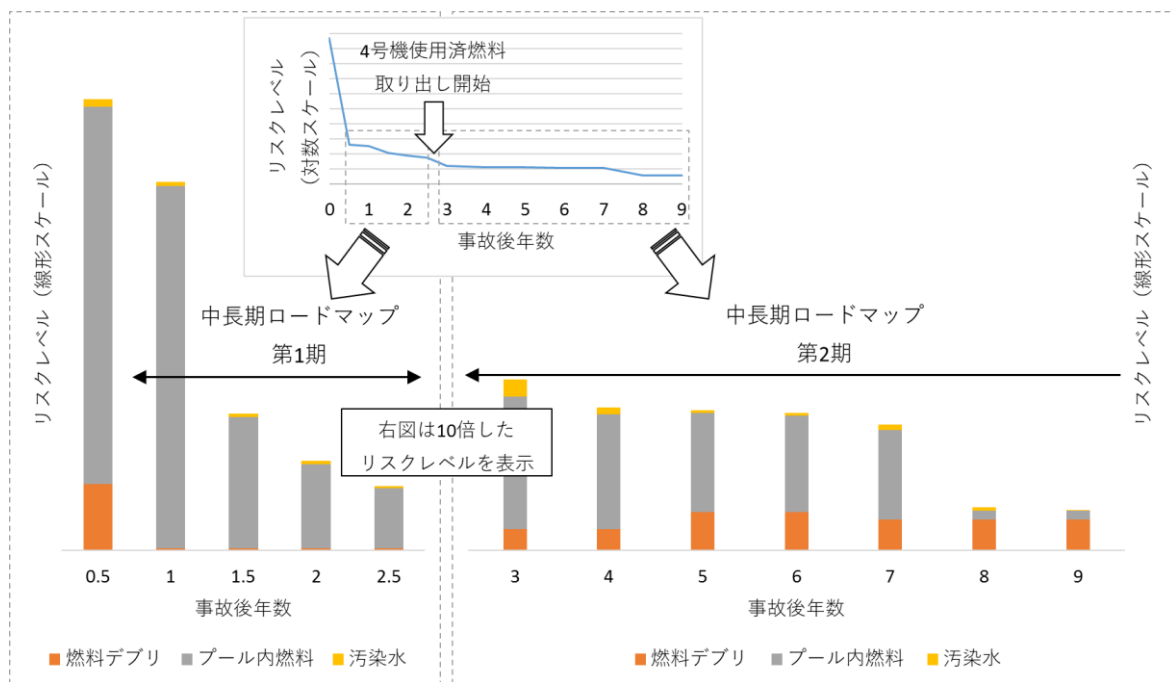 4号機使用済燃料
取り出し開始
リスクレベル
（対数スケール）
0 1 2 3 4 5 6 7 8 9
事故後年数
リスクレベル（線形スケール）
中長期ロードマップ
第1期
右図は10倍した
リスクレベルを表示
0.5 1 1.5 2 2.5
事故後年数
燃料デブリ プール内燃料 汚染水
中長期ロードマップ
第2期
リスクレベル（線形スケール）
3 4 5 6 7 8 9
事故後年数
燃料デブリ プール内燃料 汚染水